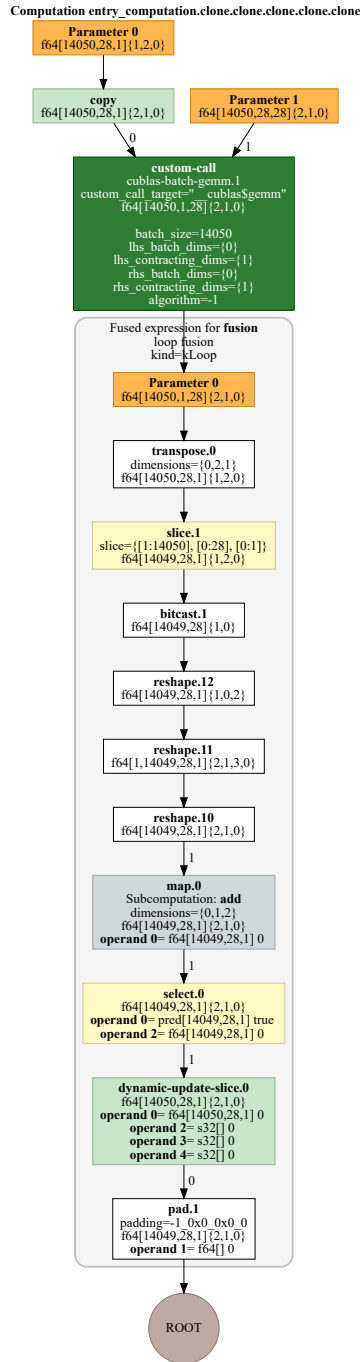 Computation entry_computation.clone.clone.clone.clone.clone
Parameter 0
f64[14050,28,1]{1,2,0}
copy
f64[14050,28,1]{2,1,0}
Parameter 1
f64[14050,28,28]{2,1,0}
0
1
custom-call
cublas-batch-gemm.1
custom_call_target="__cublas$gemm"
f64[14050,1,28]{2,1,0}
batch_size=14050
lhs_batch_dims={0}
lhs_contracting_dims={1}
rhs_batch_dims={0}
rhs_contracting_dims={1}
algorithm=-1
Fused expression for fusion
loop fusion
kind=kLoop
Parameter 0
f64[14050,1,28]{2,1,0}
transpose.0
dimensions={0,2,1}
f64[14050,28,1]{1,2,0}
slice.1
slice={[1:14050], [0:28], [0:1]}
f64[14049,28,1]{1,2,0}
bitcast.1
f64[14049,28]{1,0}
reshape.12
f64[14049,28,1]{1,0,2}
reshape.11
f64[1,14049,28,1]{2,1,3,0}
reshape.10
f64[14049,28,1]{2,1,0}
1
map.0
Subcomputation: add
dimensions={0,1,2}
f64[14049,28,1]{2,1,0}
operand 0= f64[14049,28,1] 0
1
select.0
f64[14049,28,1]{2,1,0}
operand 0= pred[14049,28,1] true
operand 2= f64[14049,28,1] 0
1
dynamic-update-slice.0
f64[14050,28,1]{2,1,0}
operand 0= f64[14050,28,1] 0
operand 2= s32[] 0
operand 3= s32[] 0
operand 4= s32[] 0
0
pad.1
padding=-1_0x0_0x0_0
f64[14049,28,1]{2,1,0}
operand 1= f64[] 0
ROOT